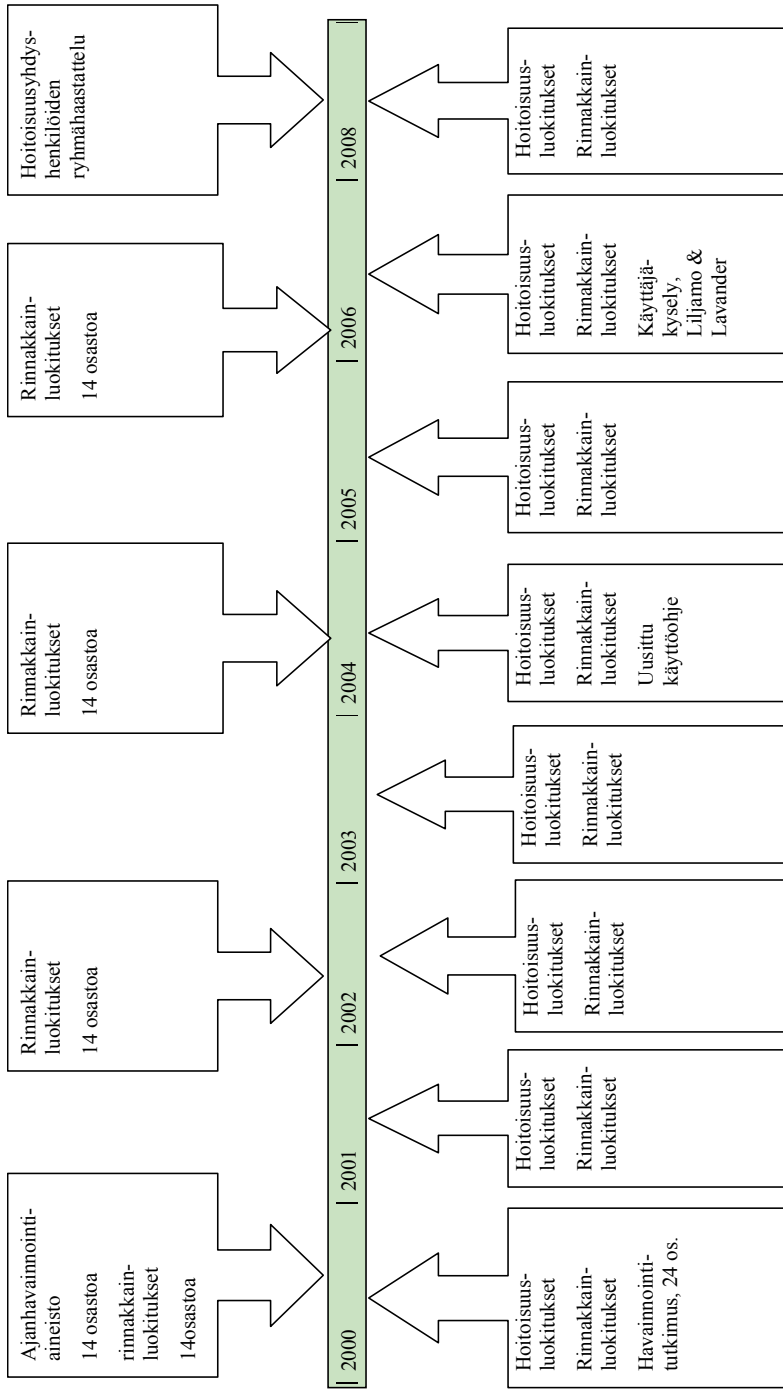 Ajanhavainnointi-
aineisto
14 osastoa
rinnakkain-
luokitukset
14osastoa
Rinnakkain-
luokitukset
14 osastoa
Rinnakkain-
luokitukset
14 osastoa
Rinnakkain-
luokitukset
14 osastoa
Hoitoisuusyhdys-
henkilöiden
ryhmähaastattelu
2000
2001
2002
2003
2004
2005
2006
2008
Hoitoisuus-
luokitukset
Rinnakkain-
luokitukset
Havainnointi-
tutkimus, 24 os.
Hoitoisuus-
luokitukset
Rinnakkain-
luokitukset
Hoitoisuus-
luokitukset
Rinnakkain-
luokitukset
Hoitoisuus-
luokitukset
Rinnakkain-
luokitukset
Hoitoisuus-
luokitukset
Rinnakkain-
luokitukset
Uusittu
käyttöohje
Hoitoisuus-
luokitukset
Rinnakkain-
luokitukset
Hoitoisuus-
luokitukset
Rinnakkain-
luokitukset
Käyttäjä-
kysely,
Liljamo &
Lavander
Hoitoisuus-
luokitukset
Rinnakkain-
luokitukset